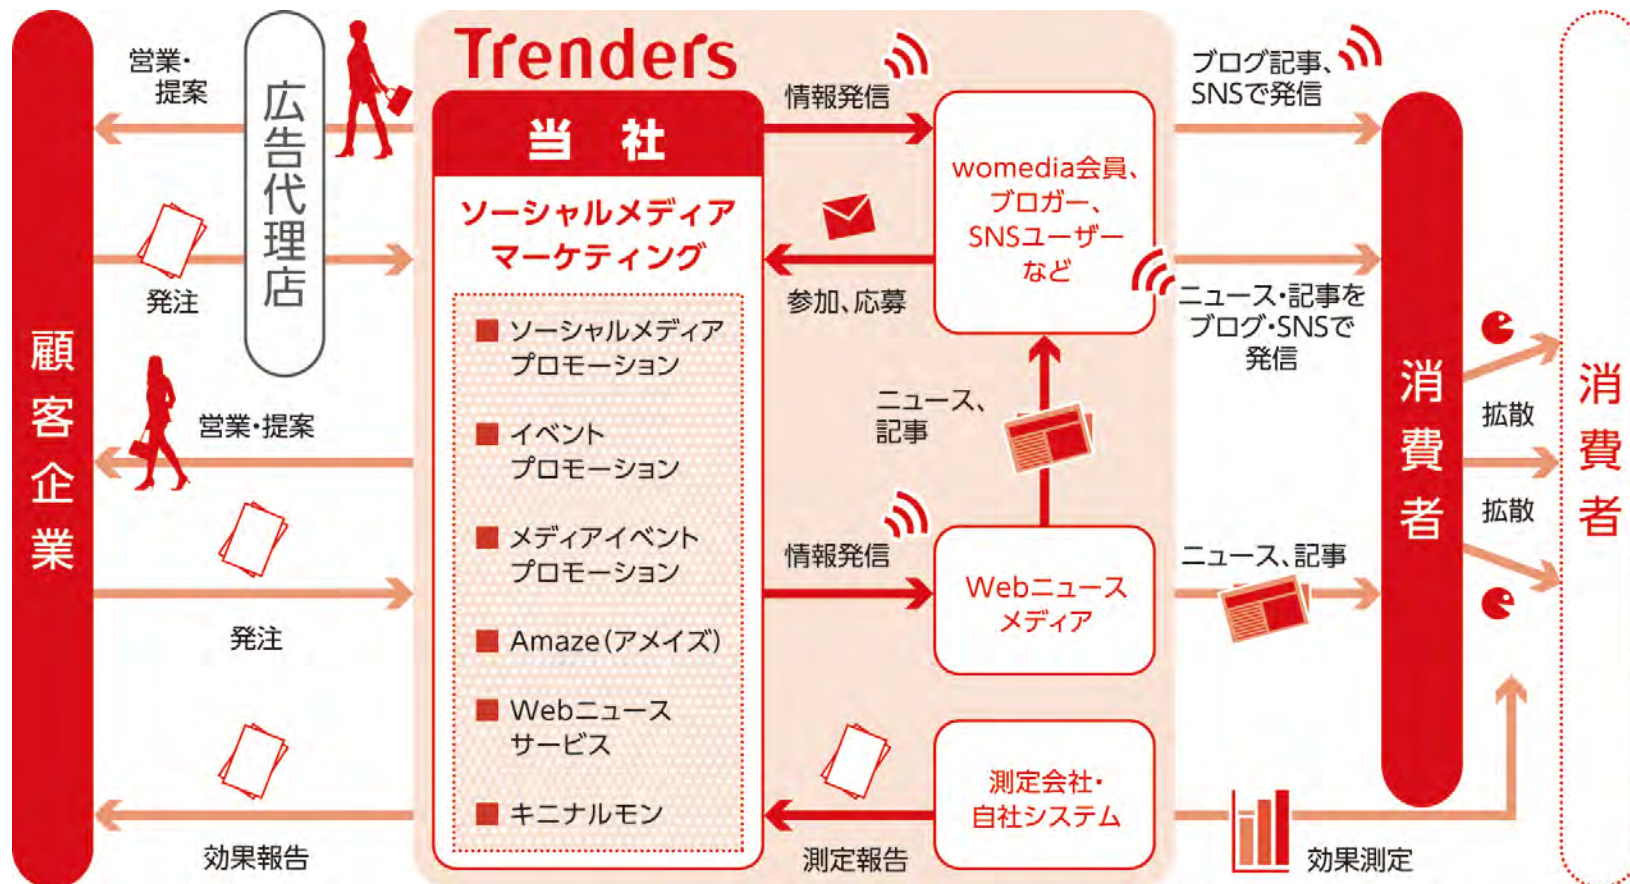 Trenders
営業・
提案
広告代理店
情報発信
ブログ記事、
SNSで発信
当 社
womedia会員、
ブロガー、
SNSユーザー
など
ソーシャルメディア
マーケティング
発注
参加、応募
ニュース・記事を
ブログ・SNSで
発信
顧客企業
ソーシャルメディア
プロモーション
消費者
消費者
営業・提案
イベント
プロモーション
ニュース、
記事
拡散
拡散
メディアイベント
プロモーション
情報発信
Webニュース
メディア
ニュース、記事
発注
Amaze(アメイズ)
Webニュース
サービス
測定会社・
自社システム
キニナルモン
効果報告
測定報告
効果測定